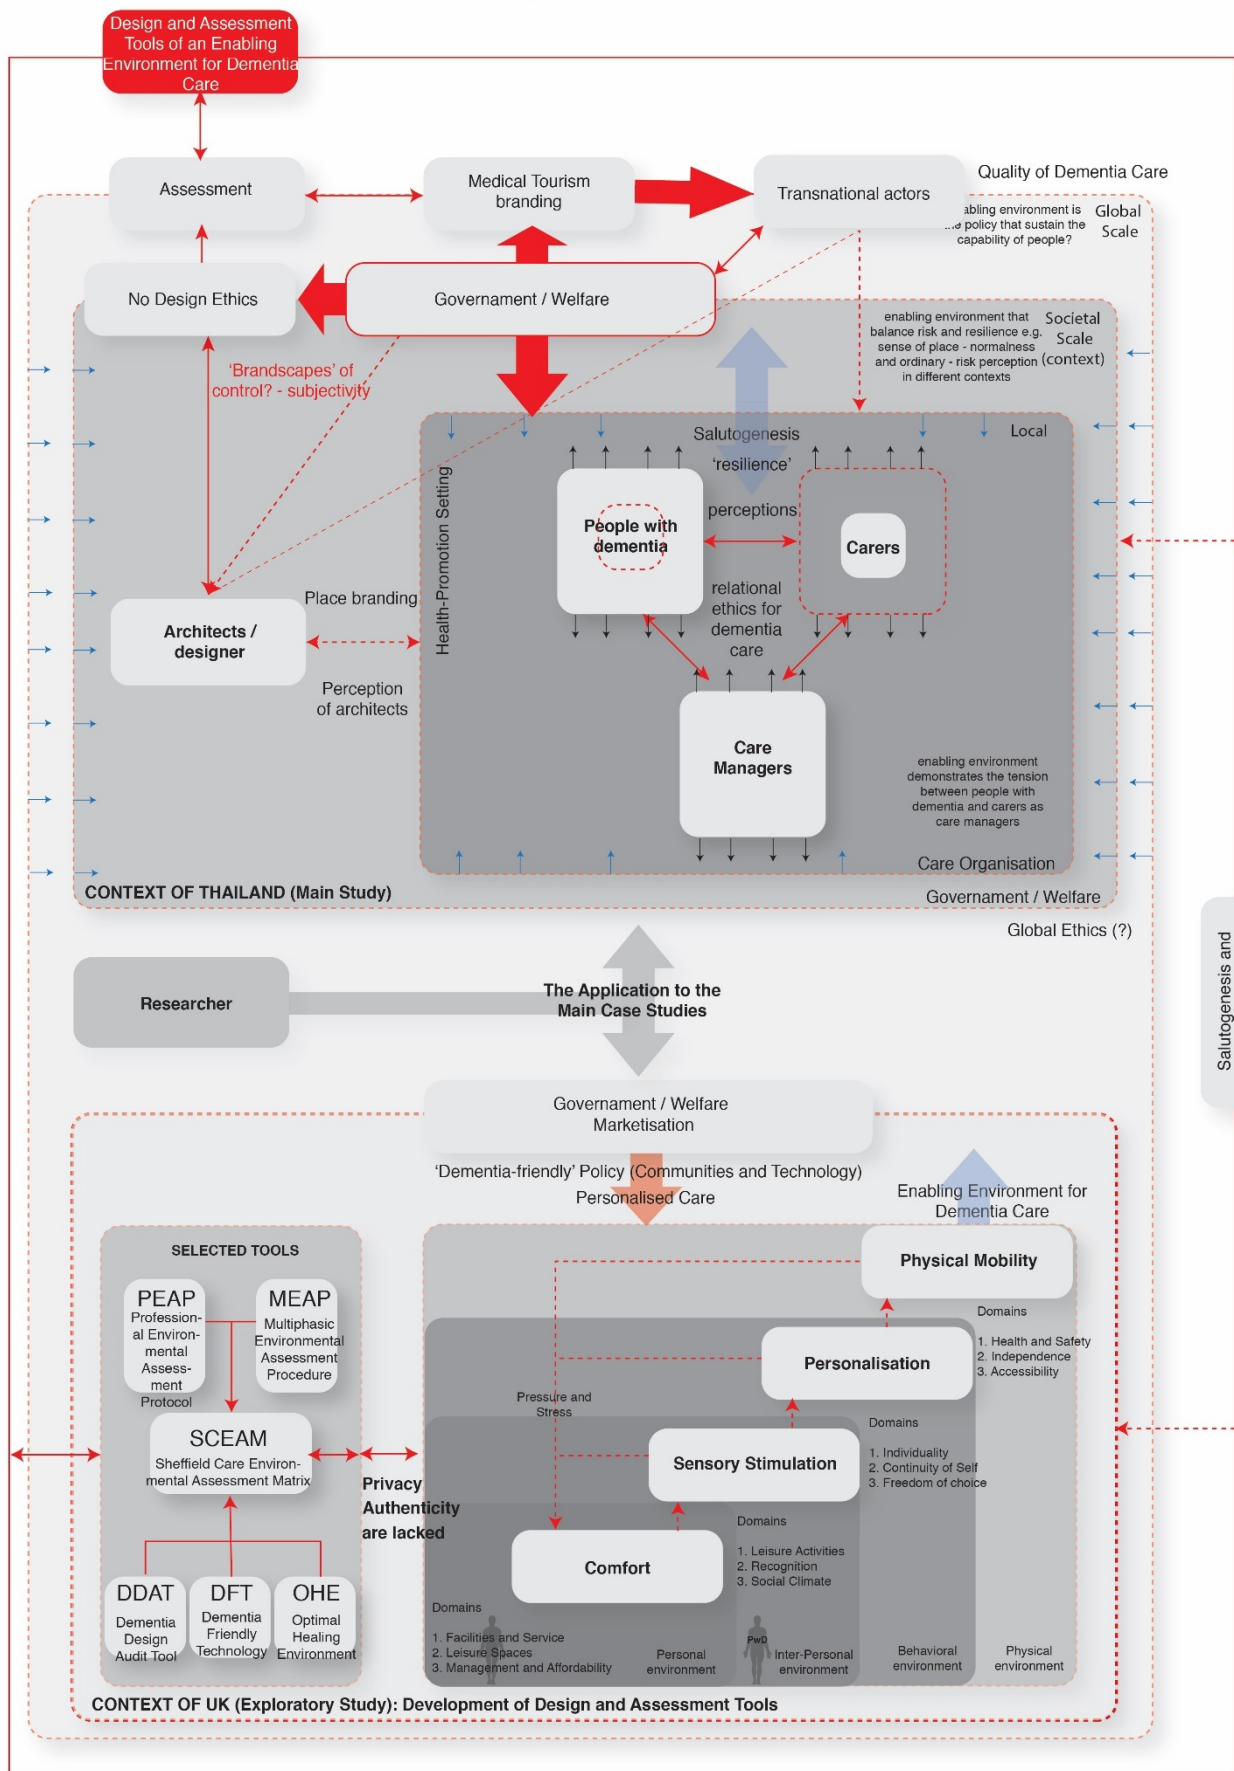 Design and Assessment
Tools of an Enabling
Environment for Dementia
Care
Assessment
Medical Tourism
branding
Transnational actors
Quality of Dementia Care
abling environment is
policy that sustain the
capability of people?
Global
Scale
No Design Ethics
Governament / Welfare
enabling environment that
balance risk and resilience e.g.
sense of place - normalness
and ordinary - risk perception
in different contexts
Societal
Scale
(context)
'Brandscapes' of
control? - subjectivity
Salutogenesis
'resilience'
Local
Health-Promotion Setting
People with
dementia
perceptions
Carers
relational
ethics for
dementia
care
Architects /
designer
Place branding
Perception
of architects
Care
Managers
enabling environment
demonstrates the tension
between people with
dementia and carers as
care managers
Care Organisation
CONTEXT OF THAILAND (Main Study)
Governament / Welfare
Global Ethics (?)
Salutogenesis and
Researcher
The Application to the
Main Case Studies
Governament / Welfare
Marketisation
'Dementia-friendly' Policy (Communities and Technology)
Personalised Care
Enabling Environment for
Dementia Care
SELECTED TOOLS
PEAP
Profession-
al Environ-
mental
Assess-
ment
Protocol
MEAP
Multiphasic
Environmental
Assessment
Procedure
SCEAM
Sheffield Care Environ-
mental Assessment Matrix
DDAT
Dementia
Design
Audit Tool
DFT
Dementia
Friendly
Technology
OHE
Optimal
Healing
Environment
Privacy
Authenticity
are lacked
Physical Mobility
Domains
1. Health and Safety
2. Independence
3. Accessibility
Personalisation
Pressure and
Stress
Domains
1. Individuality
2. Continuity of Self
3. Freedom of choice
Sensory Stimulation
Domains
1. Leisure Activities
2. Recognition
3. Social Climate
Comfort
Domains
1. Facilities and Service
2. Leisure Spaces
3. Management and Affordability
Personal
environment
PwD
Inter-Personal
environment
Behavioral
environment
Physical
environment
CONTEXT OF UK (Exploratory Study): Development of Design and Assessment Tools